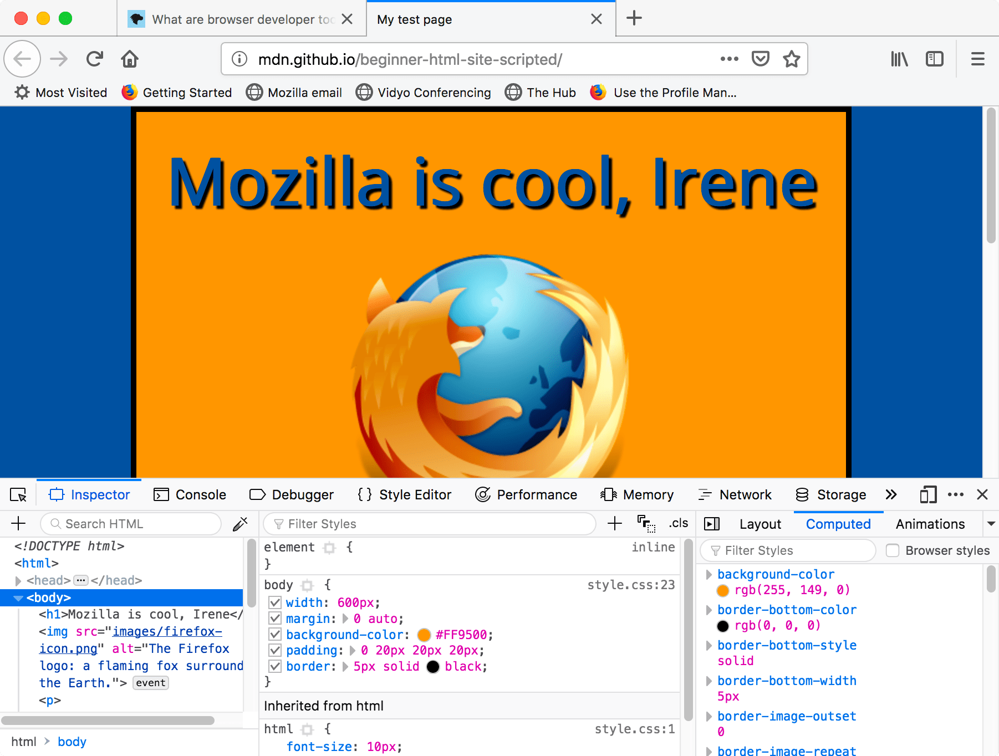 What are browser developer too
My test page
mdn.github.io/beginner-html-site-scripted/
Most Visited
Getting Started
Mozilla email
Vidyo Conferencing
The Hub
Use the Profile Man...
Mozilla is cool, Irene
Inspector
Console
Debugger
{ } Style Editor
Performance
Memory
Network
Storage
Search HTML
<!DOCTYPE html>
<html>
<head>...</head>
<body>
<h1>Mozilla is cool, Irene</
<img src="images/firefox-
icon.png" alt="The Firefox
logo: a flaming fox surround
the Earth."> event
<p>
html > body
Filter Styles
.cls
element {
inline
}
body {
style.css:23
width: 600px;
margin: 0 auto;
background-color: #FF9500;
padding: 0 20px 20px 20px;
border: 5px solid black;
}
Inherited from html
html {
style.css:1
font-size: 10px;
Layout
Computed
Animations
Filter Styles
Browser styles
background-color
rgb(255, 149, 0)
border-bottom-color
rgb(0, 0, 0)
border-bottom-style
solid
border-bottom-width
5px
border-image-outset
0
border-image-repeat